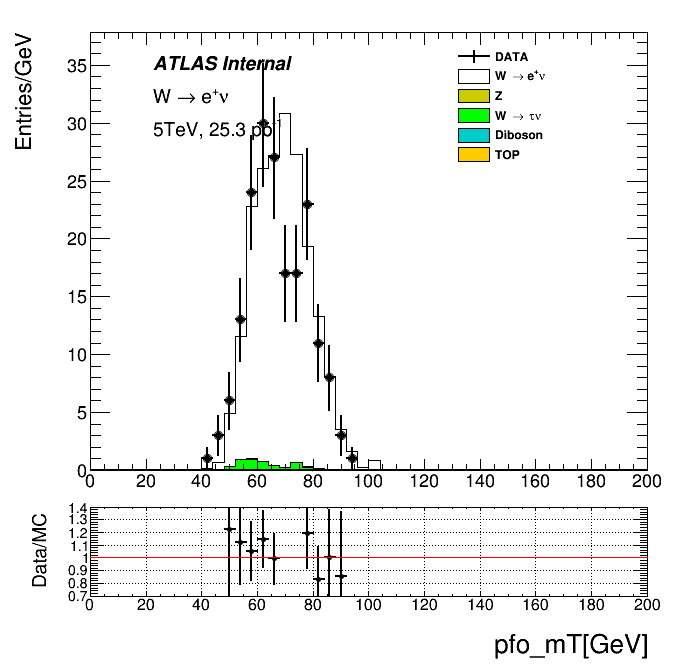 ATLAS Internal
W → e⁺ν
5TeV, 25.3 pb⁻¹
DATA
W → e⁺ν
Z
W → τν
Diboson
TOP
Entries/GeV
35
30
25
20
15
10
5
0
0 20 40 60 80 100 120 140 160 180 200
Data/MC
1.4
1.3
1.2
1.1
1
0.9
0.8
0.7
0 20 40 60 80 100 120 140 160 180 200
pfo_mT[GeV]